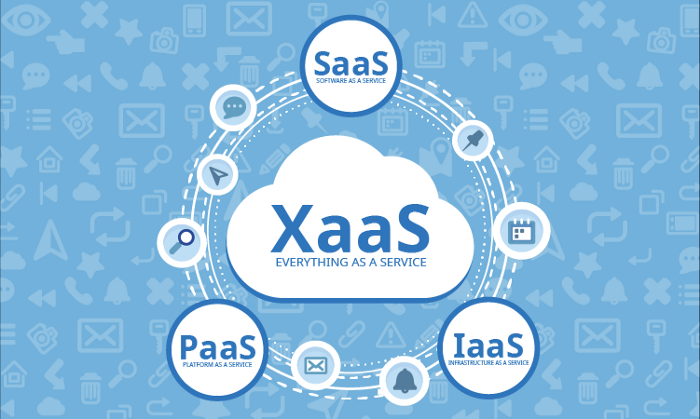 SaaS
SOFTWARE AS A SERVICE
XaaS
EVERYTHING AS A SERVICE
PaaS
PLATFORM AS A SERVICE
IaaS
INFRASTRUCTURE AS A SERVICE